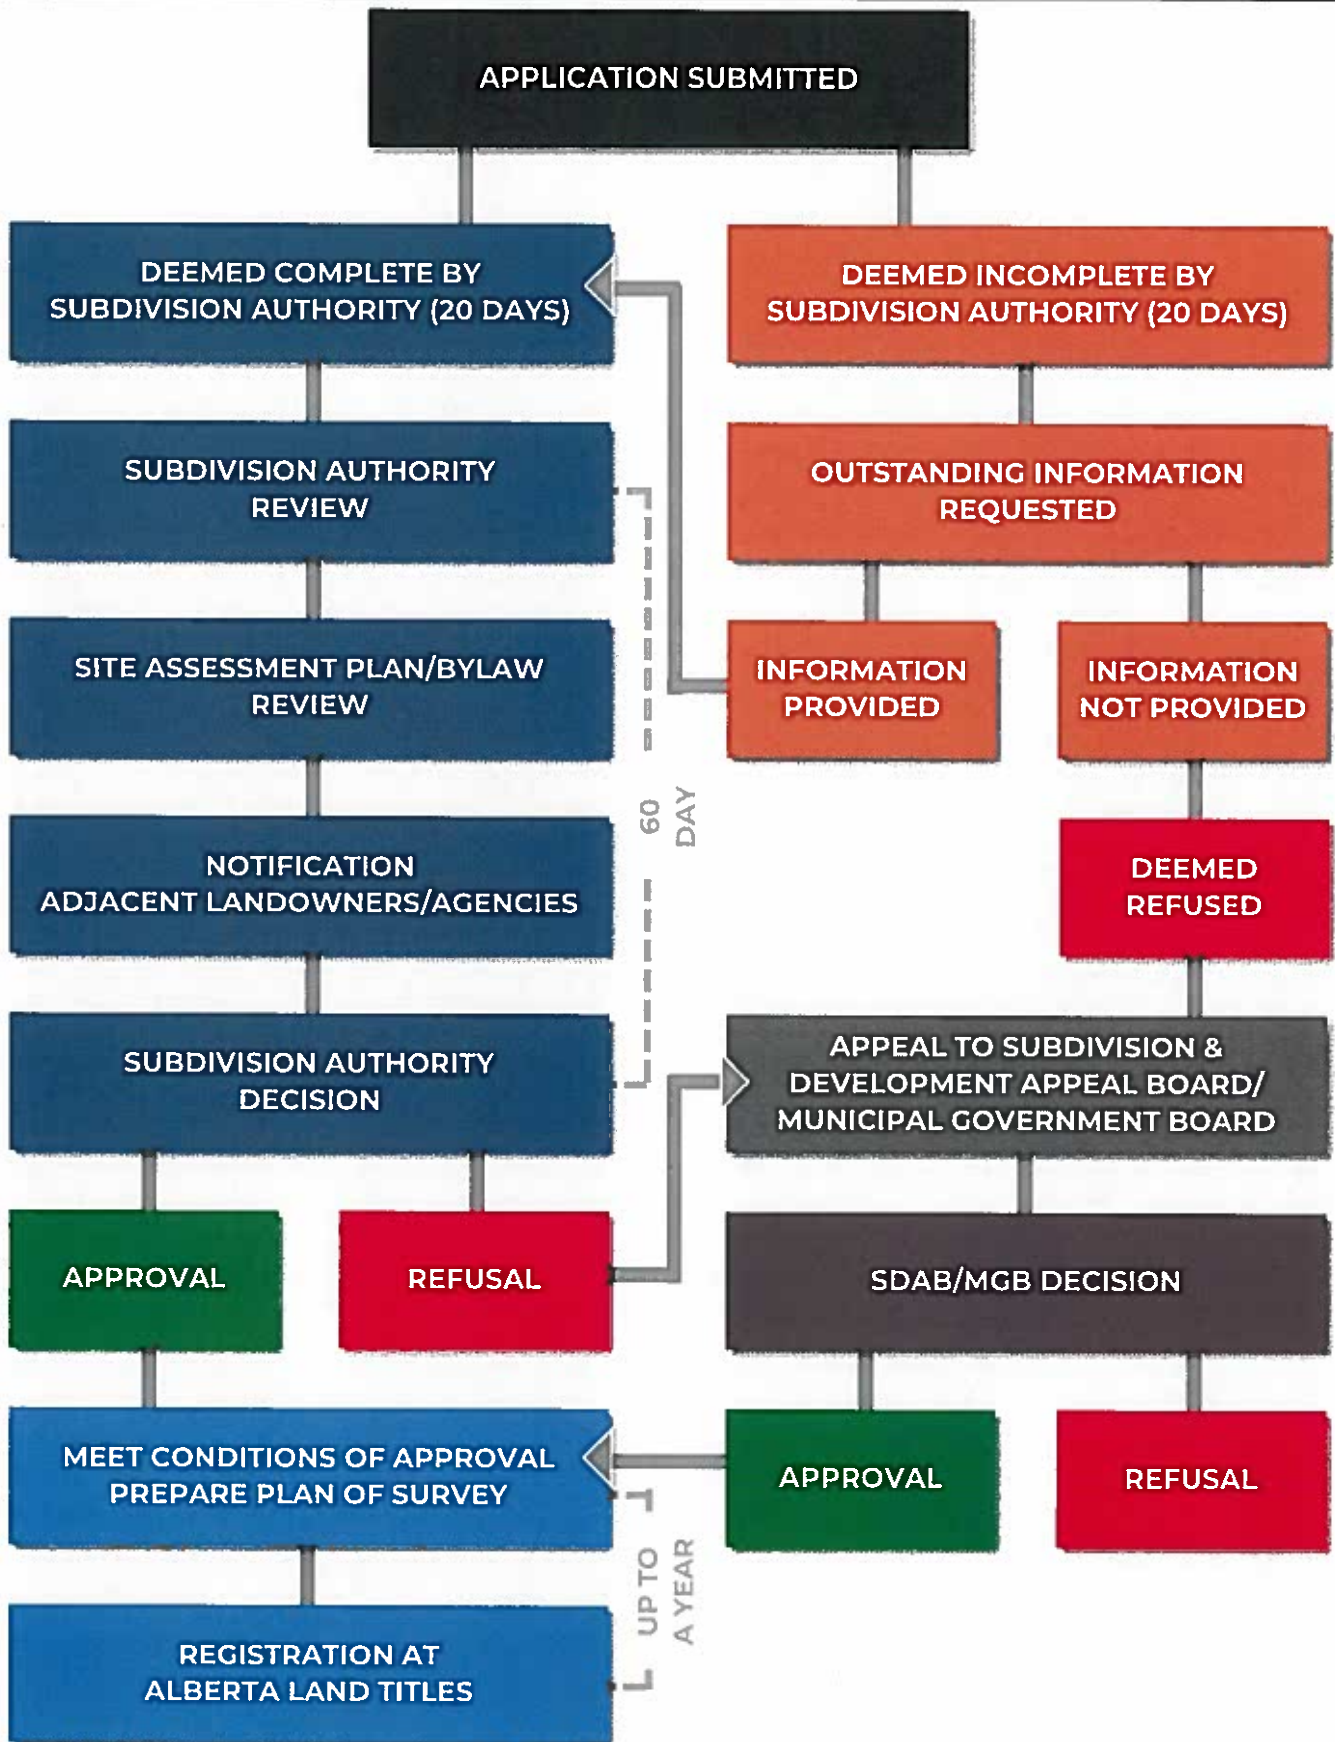 APPLICATION SUBMITTED
DEEMED COMPLETE BY
SUBDIVISION AUTHORITY (20 DAYS)
DEEMED INCOMPLETE BY
SUBDIVISION AUTHORITY (20 DAYS)
SUBDIVISION AUTHORITY
REVIEW
OUTSTANDING INFORMATION
REQUESTED
SITE ASSESSMENT PLAN/BYLAW
REVIEW
INFORMATION
PROVIDED
INFORMATION
NOT PROVIDED
60
DAY
NOTIFICATION
ADJACENT LANDOWNERS/AGENCIES
DEEMED
REFUSED
SUBDIVISION AUTHORITY
DECISION
APPEAL TO SUBDIVISION &
DEVELOPMENT APPEAL BOARD/
MUNICIPAL GOVERNMENT BOARD
APPROVAL
REFUSAL
SDAB/MGB DECISION
MEET CONDITIONS OF APPROVAL
PREPARE PLAN OF SURVEY
APPROVAL
REFUSAL
UP TO
A YEAR
REGISTRATION AT
ALBERTA LAND TITLES